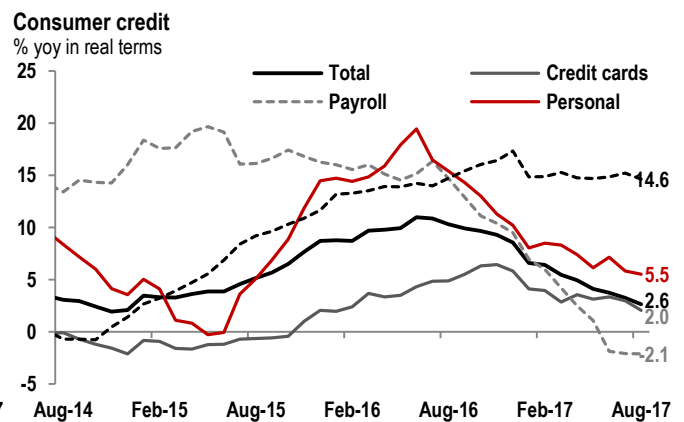 Consumer credit
% yoy in real terms
25
20
15
10
5
0
-5
Total
Credit cards
Payroll
Personal
14.6
5.5
2.6
2.0
-2.1
7
Aug-14
Feb-15
Aug-15
Feb-16
Aug-16
Feb-17
Aug-17